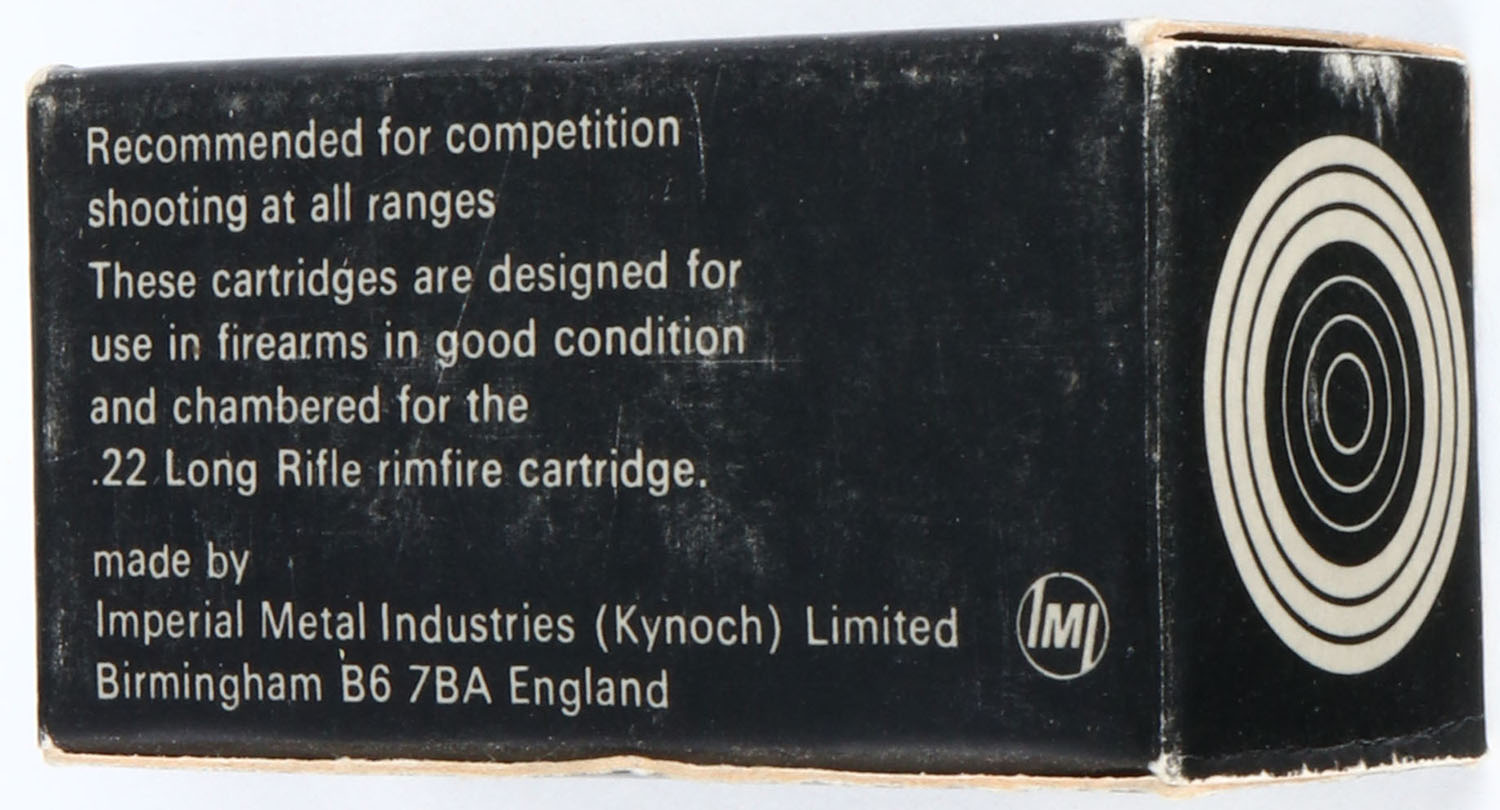 Recommended for competition
shooting at all ranges
These cartridges are designed for
use in firearms in good condition
and chambered for the
.22 Long Rifle rimfire cartridge.
made by
Imperial Metal Industries (Kynoch) Limited
Birmingham B6 7BA England
IMI